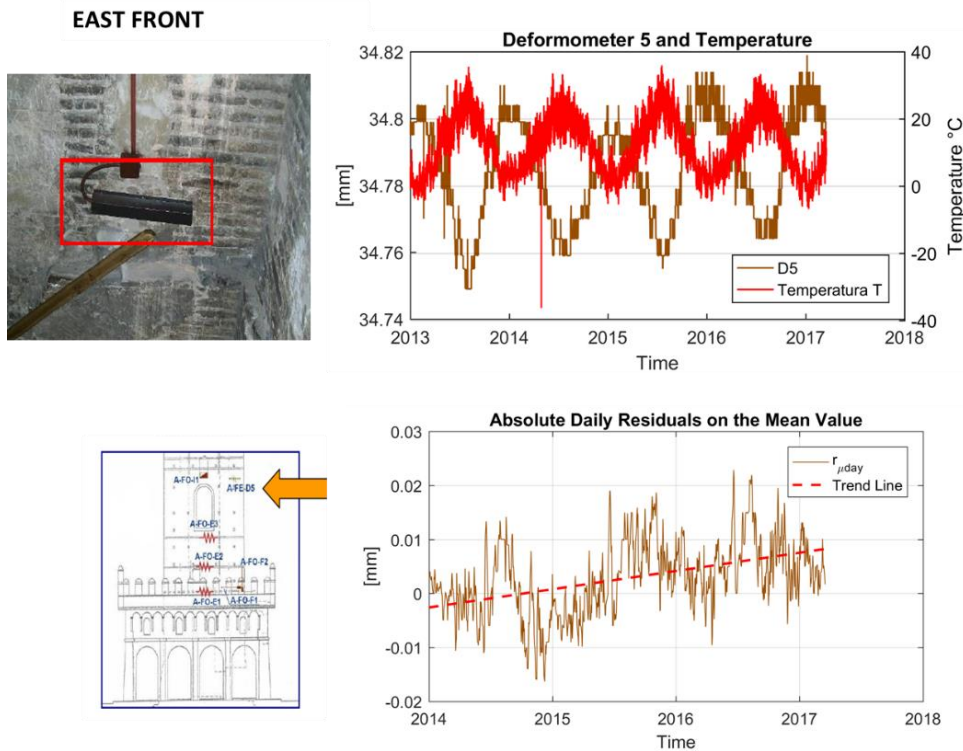 EAST FRONT
Deformometer 5 and Temperature
34.82
34.8
34.78
34.76
34.74
[mm]
40
20
0
-20
-40
Temperature °C
D5
Temperatura T
2013 2014 2015 2016 2017 2018
Time
A-FO-I1
A-FE-D5
A-FO-E3
A-FO-E2
A-FO-F2
A-FO-E1
A-FO-F1
Absolute Daily Residuals on the Mean Value
0.03
0.02
0.01
0
-0.01
-0.02
[mm]
rμday
Trend Line
2014 2015 2016 2017 2018
Time